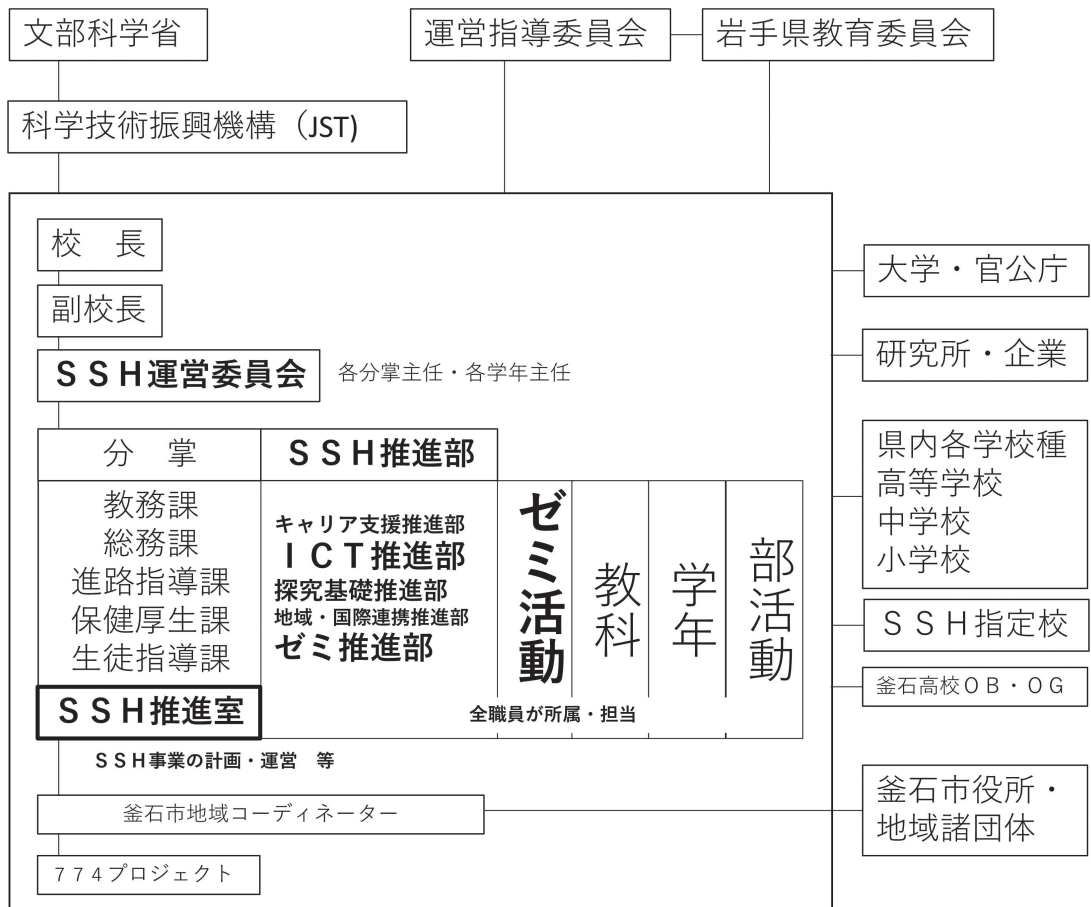 文部科学省
運営指導委員会
岩手県教育委員会
科学技術振興機構（JST)
校　長
副校長
ＳＳＨ運営委員会
各分掌主任・各学年主任
分　掌
ＳＳＨ推進部
教務課
総務課
進路指導課
保健厚生課
生徒指導課
キャリア支援推進部
ＩＣＴ推進部
探究基礎推進部
地域・国際連携推進部
ゼミ推進部
ゼミ活動
教科
学年
部活動
ＳＳＨ推進室
全職員が所属・担当
ＳＳＨ事業の計画・運営　等
釜石市地域コーディネーター
７７４プロジェクト
大学・官公庁
研究所・企業
県内各学校種
高等学校
中学校
小学校
ＳＳＨ指定校
釜石高校ＯＢ・ＯＧ
釜石市役所・
地域諸団体